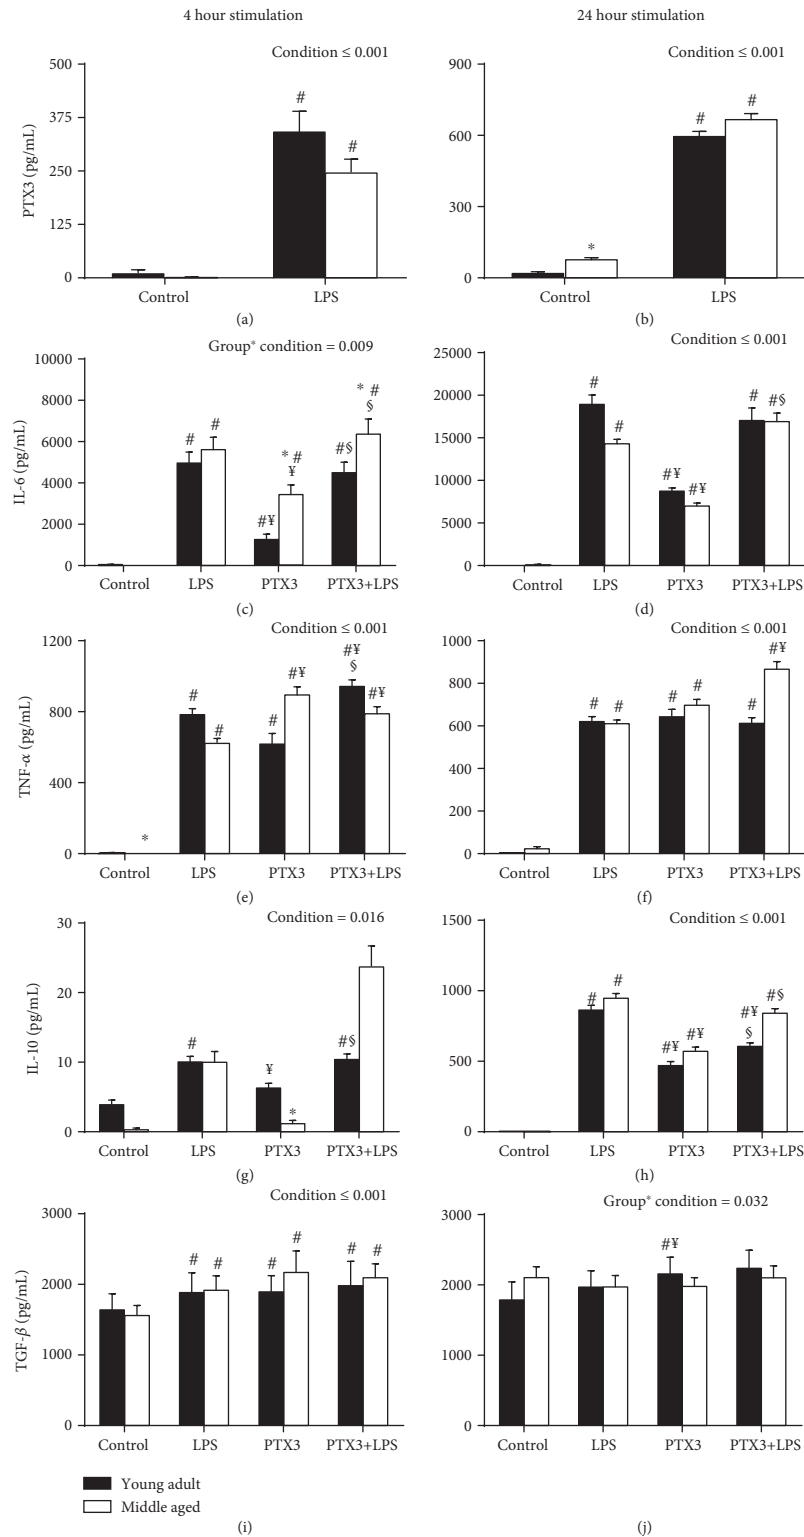 4 hour stimulation
24 hour stimulation
Condition ≤ 0.001
PTX3 (pg/mL)
500
375
250
125
0
#
#
Control
LPS
(a)
Condition ≤ 0.001
900
600
300
0
*
#
#
Control
LPS
(b)
Group* condition = 0.009
IL-6 (pg/mL)
10000
8000
6000
4000
2000
0
#
#
#¥
*#
¥
#§
*#
§
Control
LPS
PTX3
PTX3+LPS
(c)
Condition ≤ 0.001
25000
20000
15000
10000
5000
0
#
#
#¥
#¥
#
#§
Control
LPS
PTX3
PTX3+LPS
(d)
Condition ≤ 0.001
TNF-α (pg/mL)
1200
800
400
0
*
#
#
#
#¥
#¥
§
#¥
Control
LPS
PTX3
PTX3+LPS
(e)
Condition ≤ 0.001
1000
800
600
400
200
0
#
#
#
#
#
#¥
Control
LPS
PTX3
PTX3+LPS
(f)
Condition = 0.016
IL-10 (pg/mL)
30
20
10
0
#
¥
*
#§
Control
LPS
PTX3
PTX3+LPS
(g)
Condition ≤ 0.001
1500
1000
500
0
#
#
#¥
#¥
#¥
§
#§
Control
LPS
PTX3
PTX3+LPS
(h)
Condition ≤ 0.001
TGF-β (pg/mL)
3000
2000
1000
0
#
#
#
#
#
#
Control
LPS
PTX3
PTX3+LPS
Young adult
Middle aged
(i)
Group* condition = 0.032
3000
2000
1000
0
#¥
Control
LPS
PTX3
PTX3+LPS
(j)